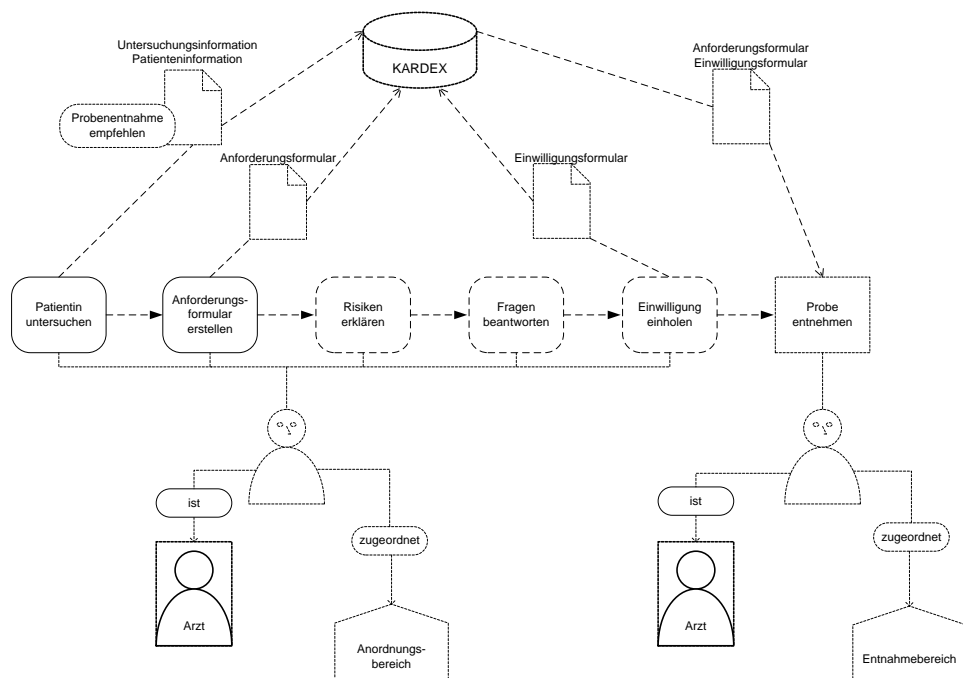 Untersuchungsinformation
Patienteninformation
KARDEX
Anforderungsformular
Einwilligungsformular
Probenentnahme
empfehlen
Anforderungsformular
Einwilligungsformular
Patientin
untersuchen
Anforderungs-
formular
erstellen
Risiken
erklären
Fragen
beantworten
Einwilligung
einholen
Probe
entnehmen
ist
zugeordnet
Arzt
Anordnungs-
bereich
ist
zugeordnet
Arzt
Entnahmebereich